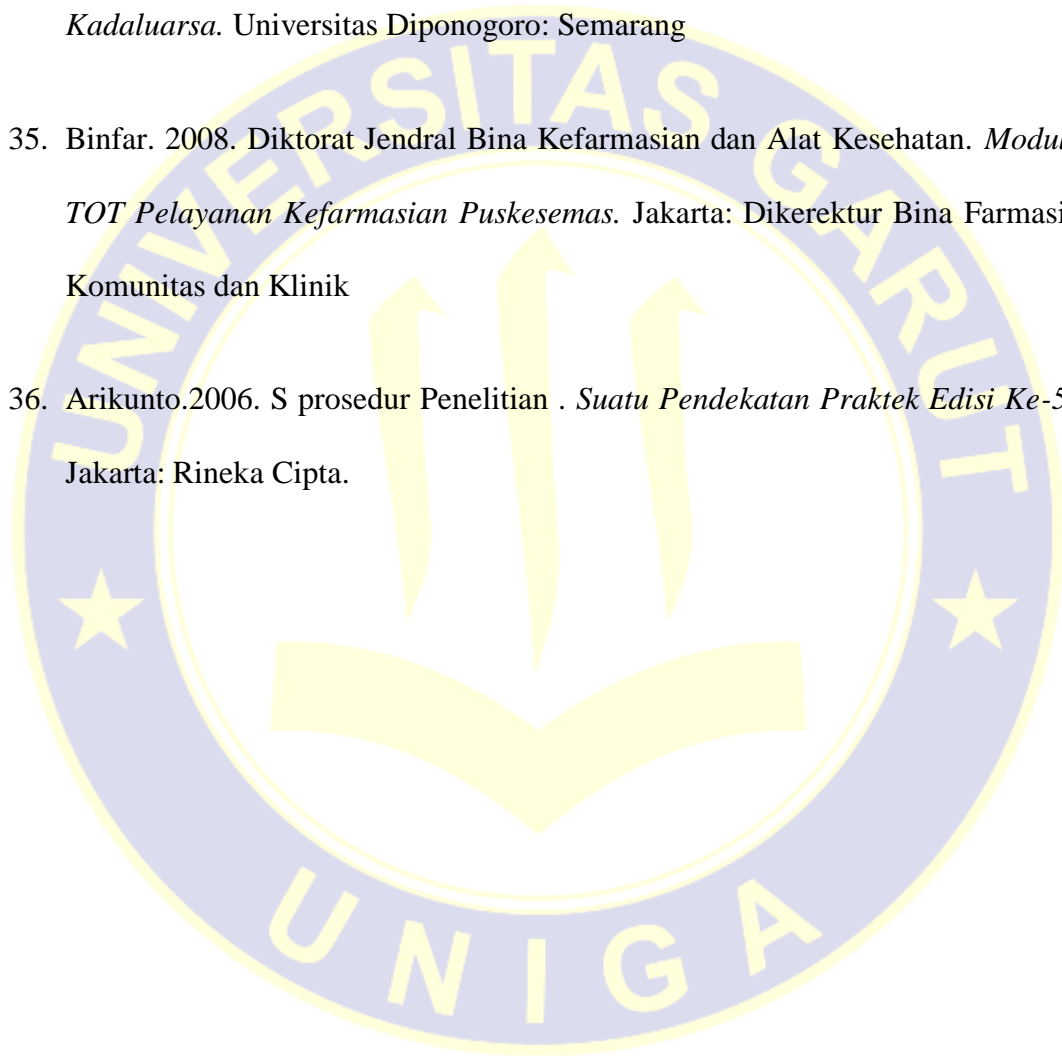 Kadaluarsa. Universitas Diponogoro: Semarang
35. Binfar. 2008. Diktorat Jendral Bina Kefarmasian dan Alat Kesehatan. Modul
TOT Pelayanan Kefarmasian Puskesemas. Jakarta: Dikerektur Bina Farmasi
Komunitas dan Klinik
36. Arikunto.2006. S prosedur Penelitian . Suatu Pendekatan Praktek Edisi Ke-5
Jakarta: Rineka Cipta.
UNIVERSITAS GARUT
UNIGA